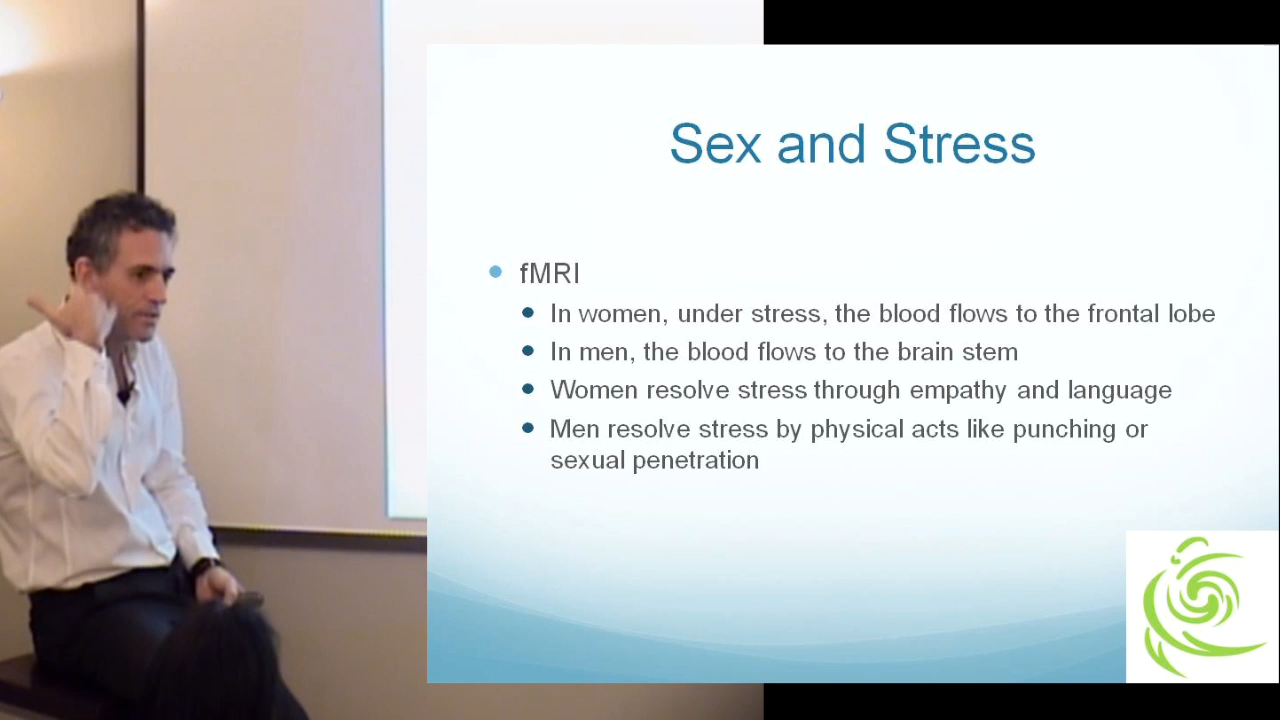 Sex and Stress
fMRI
In women, under stress, the blood flows to the frontal lobe
In men, the blood flows to the brain stem
Women resolve stress through empathy and language
Men resolve stress by physical acts like punching or
sexual penetration